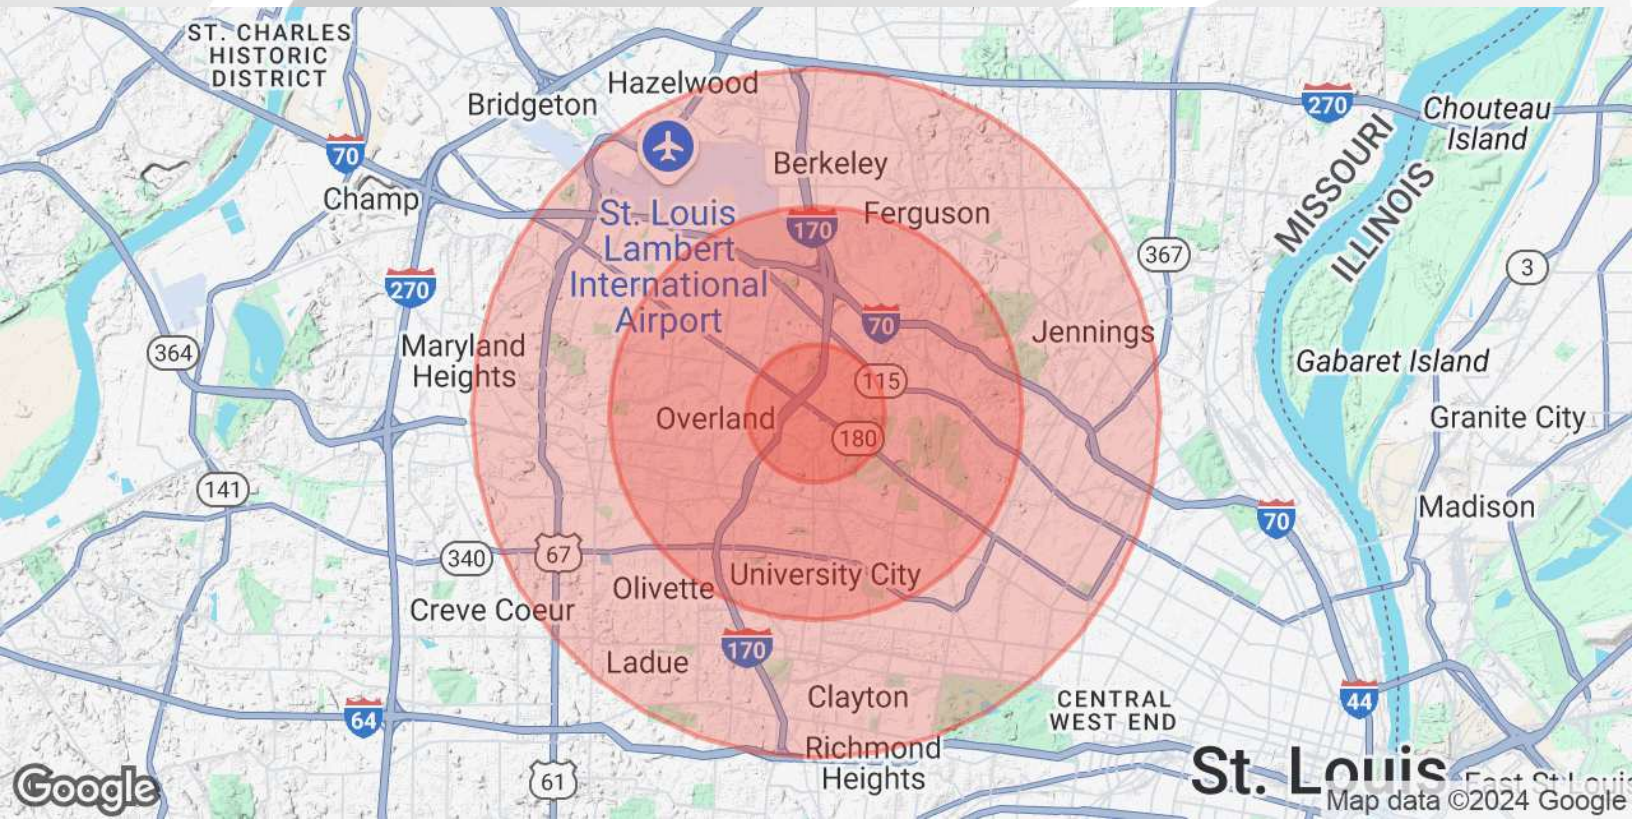 ST. CHARLES
HISTORIC
DISTRICT
Hazelwood
Bridgeton
270
Chouteau
Island
70
MISSOURI
ILLINOIS
Berkeley
Champ
St. Louis
Lambert
International
Airport
Ferguson
170
367
3
270
70
Jennings
Maryland
Heights
364
Gabaret Island
115
Overland
180
Granite City
141
Madison
70
340
67
University City
Olivette
Creve Coeur
170
Ladue
Clayton
CENTRAL
WEST END
44
64
Richmond
Heights
61
St. Louis
East St Louis
Google
Map data ©2024 Google